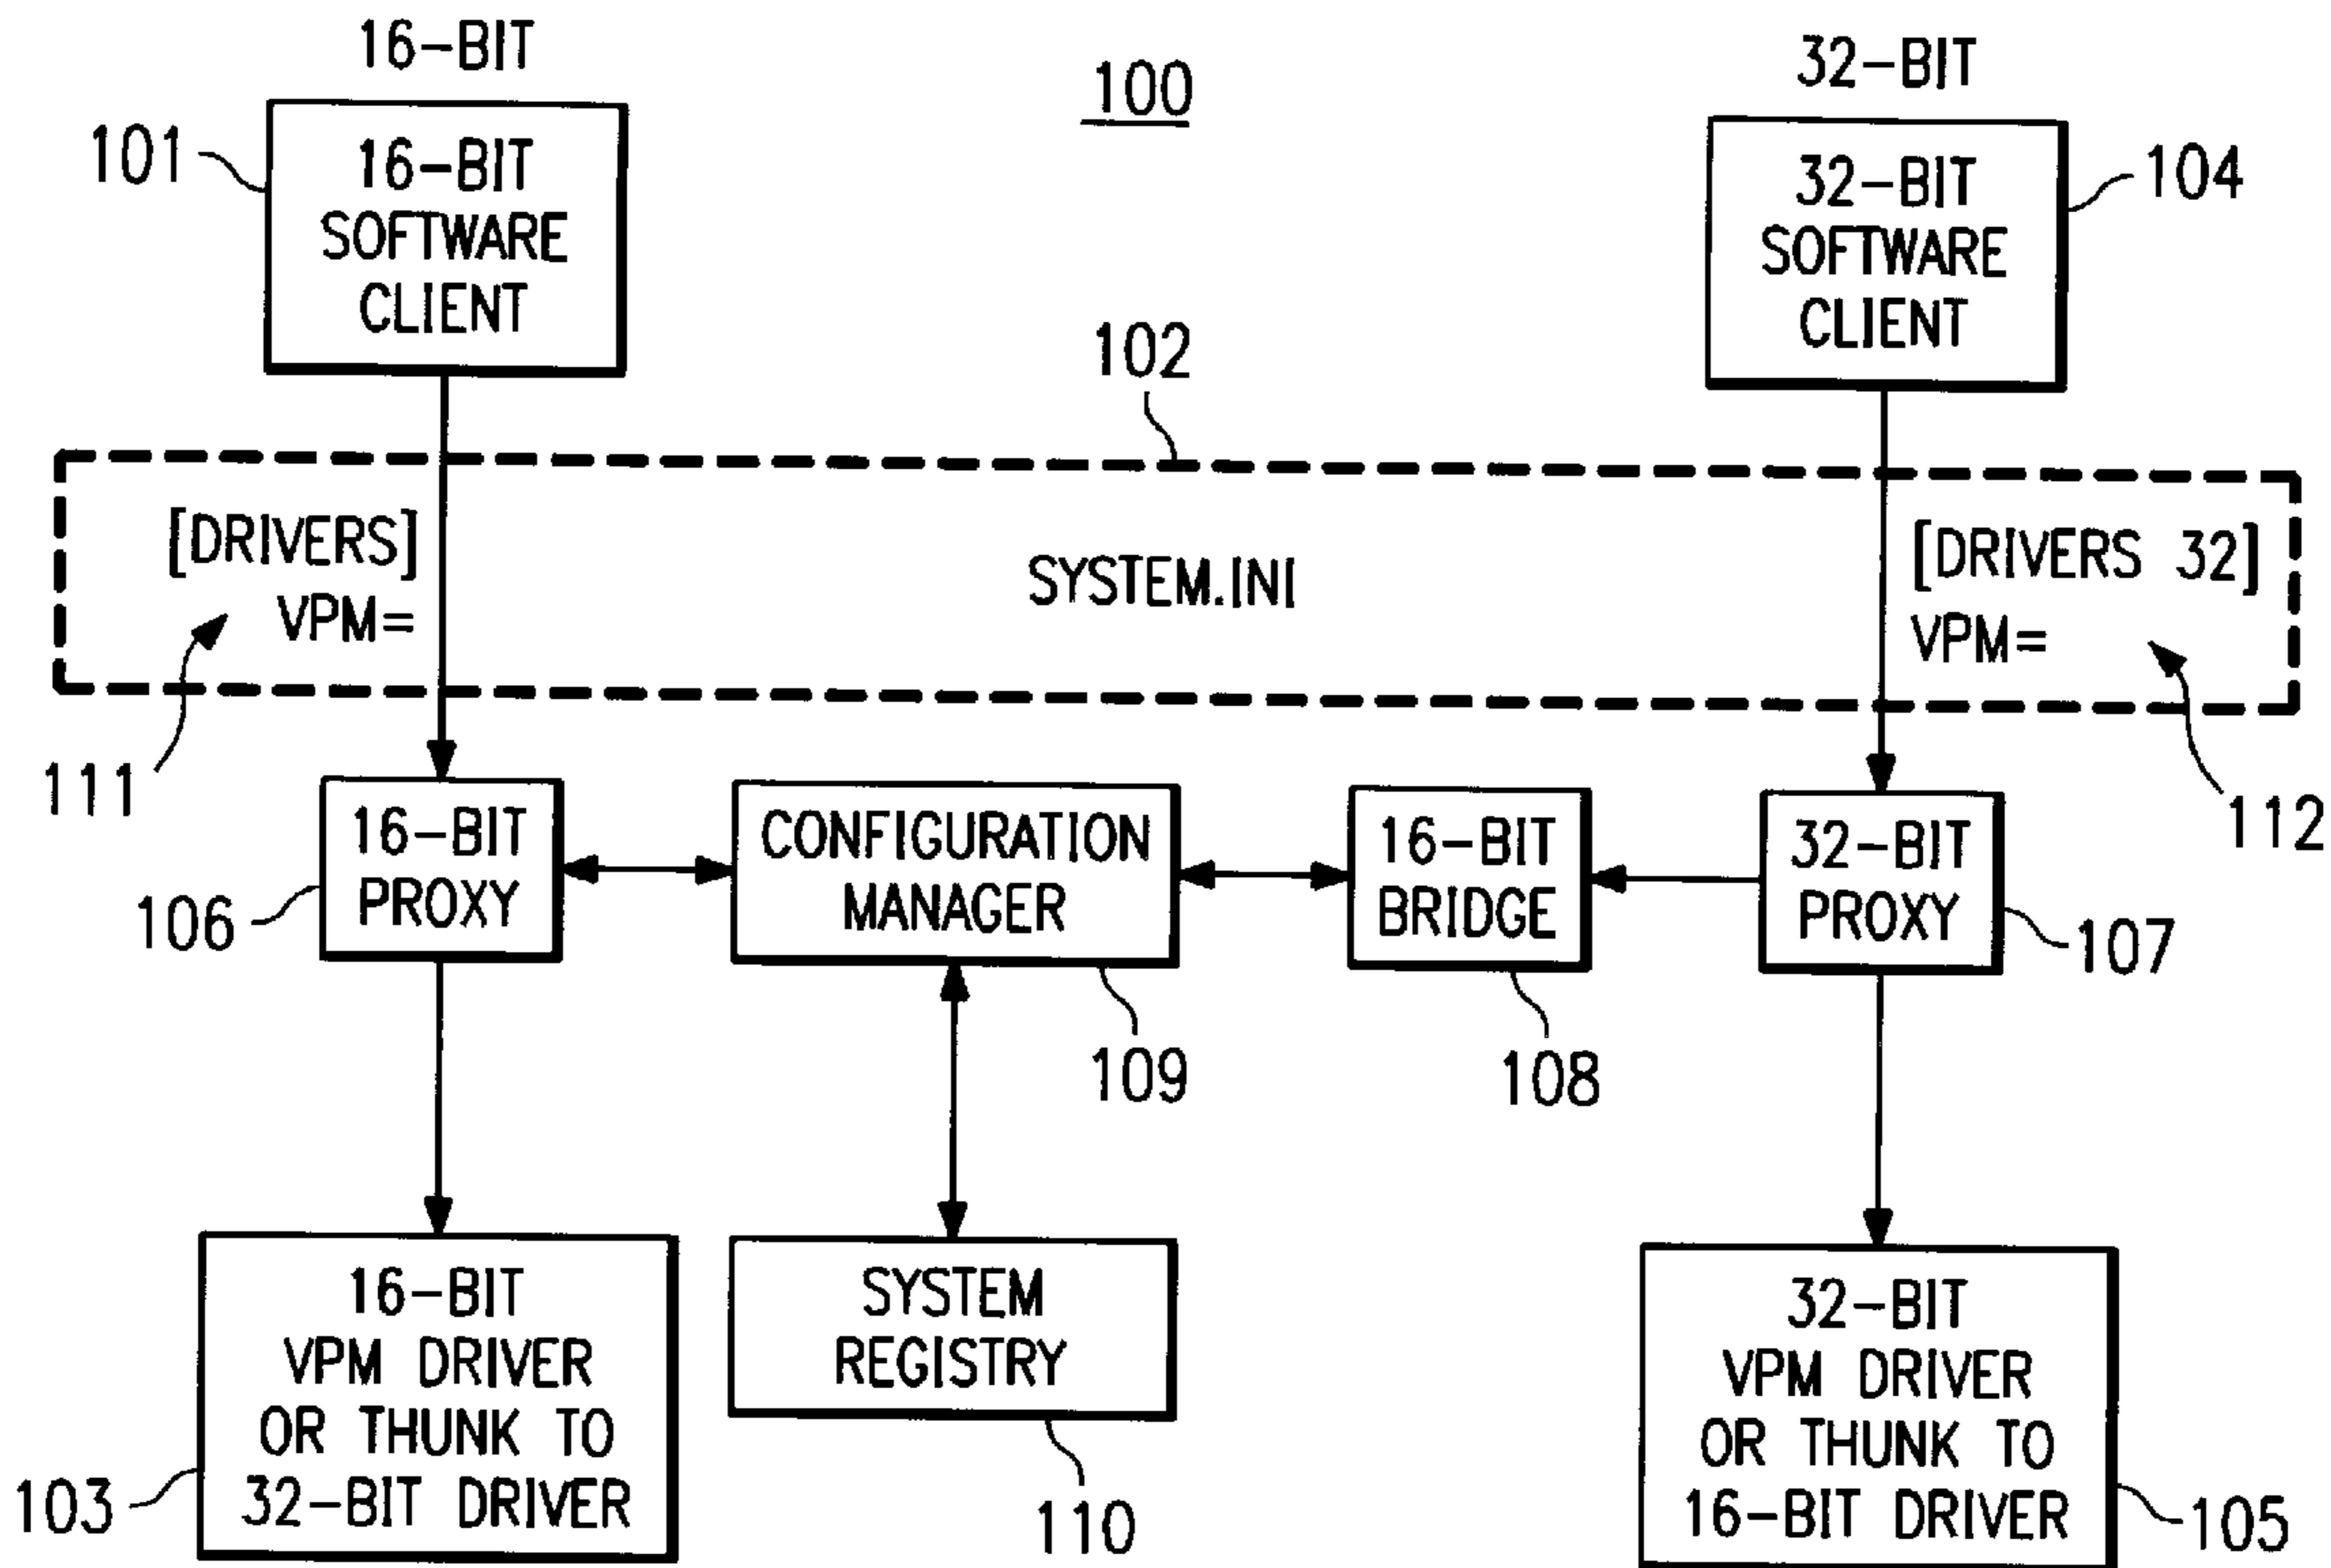 16-BIT
32-BIT
100
101
16-BIT
SOFTWARE
CLIENT
32-BIT
SOFTWARE
CLIENT
104
102
[DRIVERS]
VPM=
SYSTEM.INI
[DRIVERS 32]
VPM=
111
112
16-BIT
PROXY
106
CONFIGURATION
MANAGER
109
16-BIT
BRIDGE
108
32-BIT
PROXY
107
16-BIT
VPM DRIVER
OR THUNK TO
32-BIT DRIVER
103
SYSTEM
REGISTRY
110
32-BIT
VPM DRIVER
OR THUNK TO
16-BIT DRIVER
105